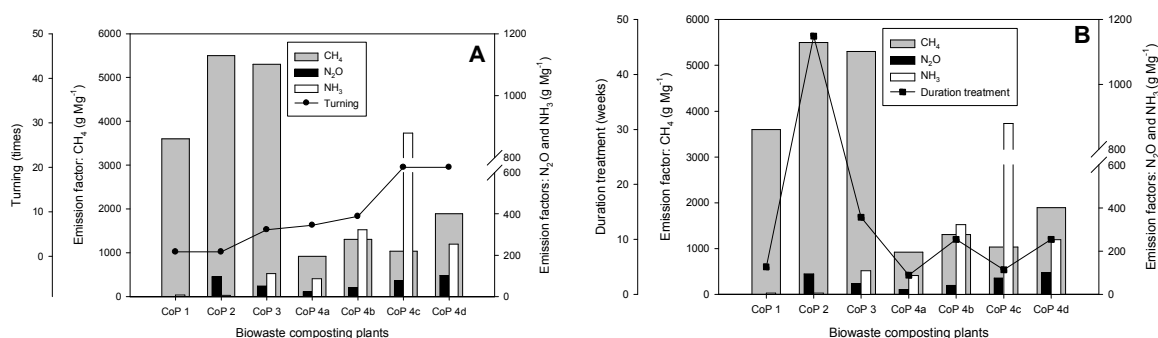 A
CH4
N2O
NH3
Turning
Turning (times)
50
40
30
20
10
0
Emission factor: CH4 (g Mg-1)
6000
5000
4000
3000
2000
1000
0
Emission factors: N2O and NH3 (g Mg-1)
1200
1000
800
600
400
200
0
CoP 1 CoP 2 CoP 3 CoP 4a CoP 4b CoP 4c CoP 4d
Biowaste composting plants
B
CH4
N2O
NH3
Duration treatment
Duration treatment (weeks)
50
40
30
20
10
0
Emission factor: CH4 (g Mg-1)
6000
5000
4000
3000
2000
1000
0
Emission factors: N2O and NH3 (g Mg-1)
1200
1000
800
600
400
200
0
CoP 1 CoP 2 CoP 3 CoP 4a CoP 4b CoP 4c CoP 4d
Biowaste composting plants